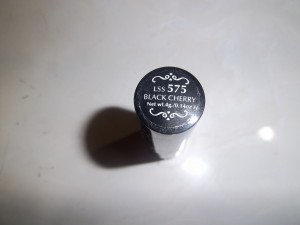 LSS 575
BLACK CHERRY
Net wt.4g./0.14oz